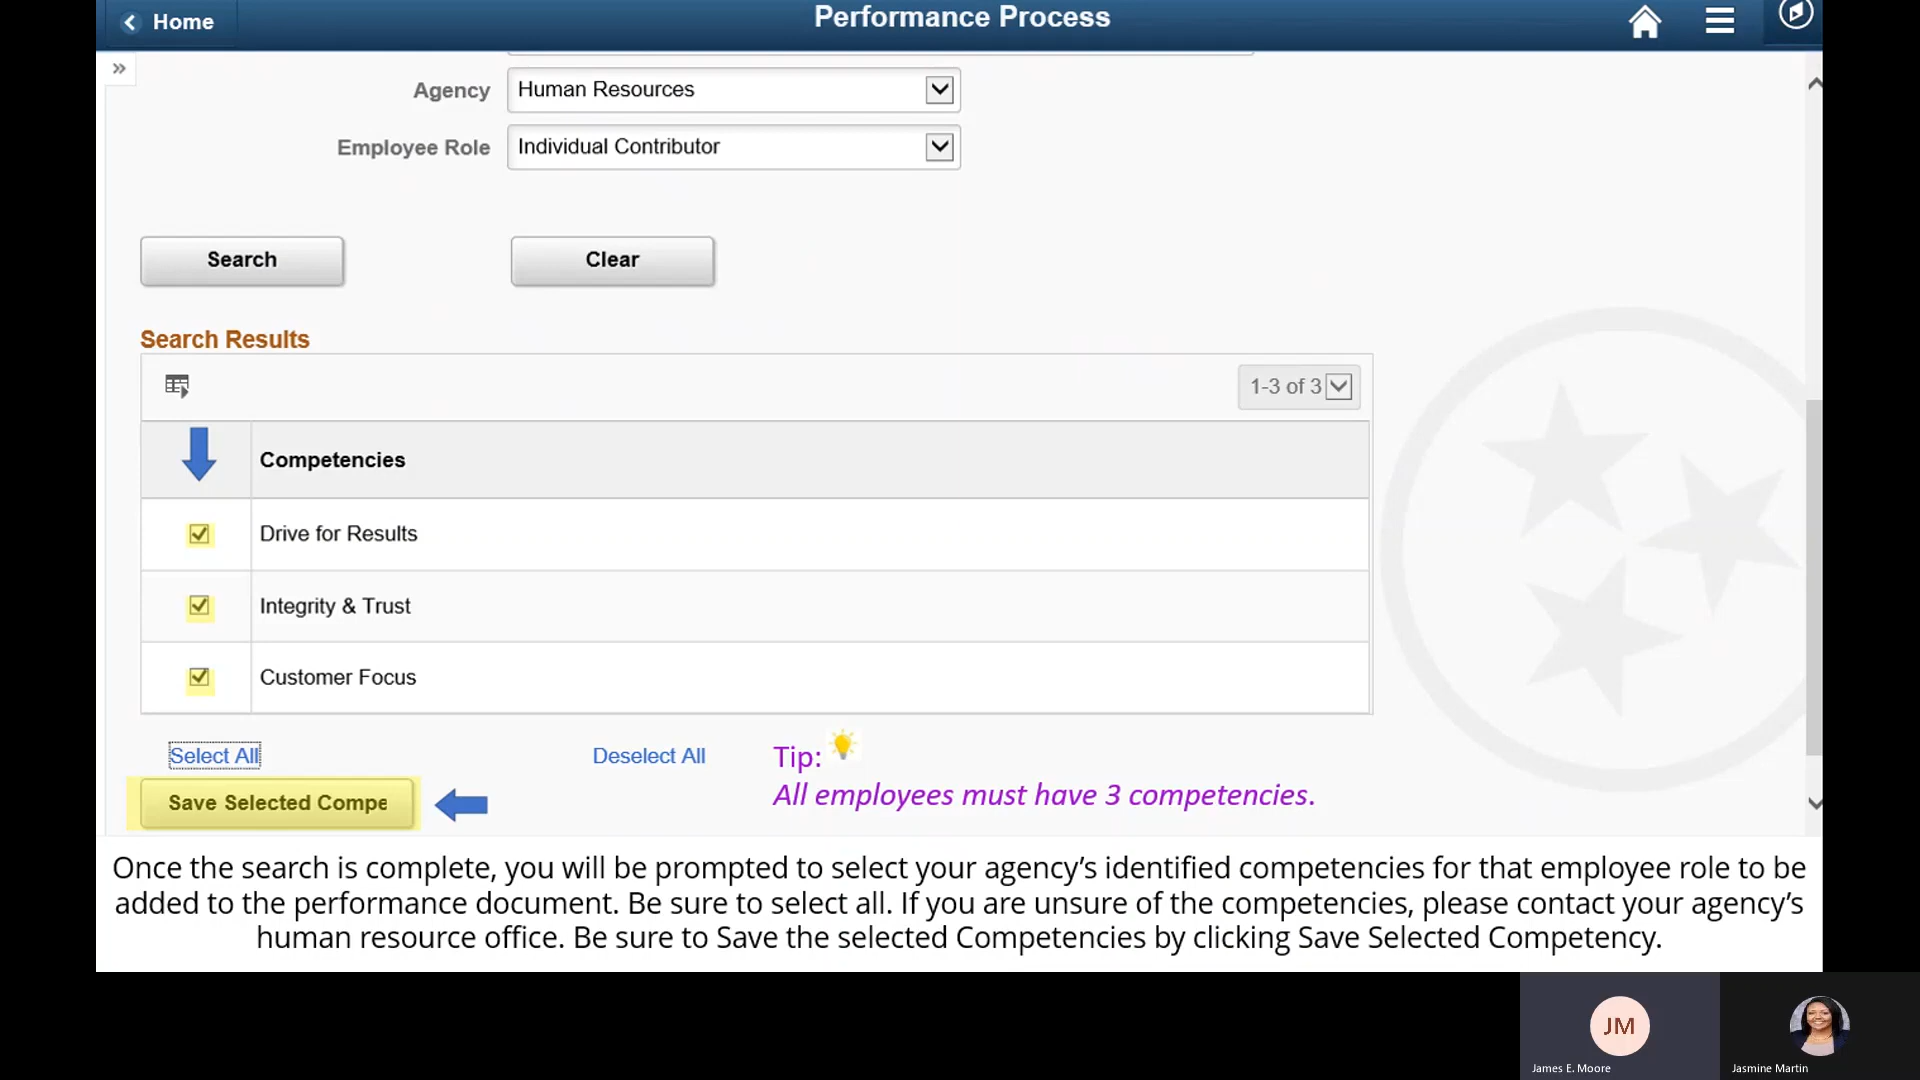 Home
Performance Process
»
Agency
Human Resources
Employee Role
Individual Contributor
Search
Clear
Search Results
1-3 of 3
Competencies
Drive for Results
Integrity & Trust
Customer Focus
Select All
Deselect All
Tip:
Save Selected Compe
All employees must have 3 competencies.
Once the search is complete, you will be prompted to select your agency’s identified competencies for that employee role to be
added to the performance document. Be sure to select all. If you are unsure of the competencies, please contact your agency’s
human resource office. Be sure to Save the selected Competencies by clicking Save Selected Competency.
JM
James E. Moore
Jasmine Martin